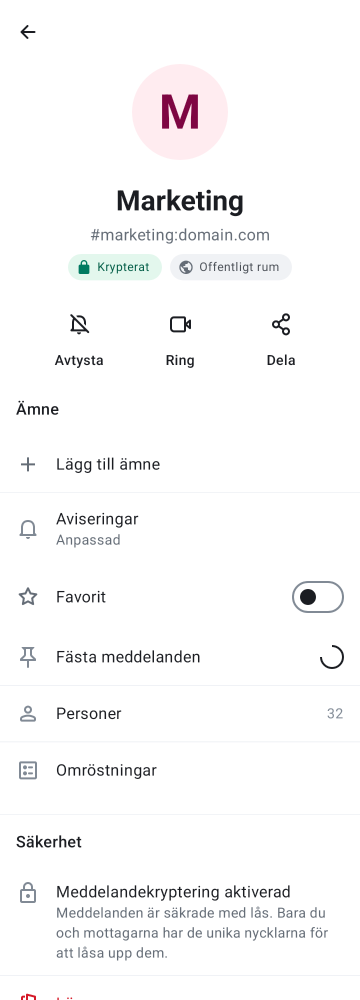 M
Marketing
#marketing:domain.com
Krypterat
Offentligt rum
Avtysta
Ring
Dela
Ämne
Lägg till ämne
Aviseringar
Anpassad
Favorit
Fästa meddelanden
Personer
32
Omröstningar
Säkerhet
Meddelandekryptering aktiverad
Meddelanden är säkrade med lås. Bara du
och mottagarna har de unika nycklarna för
att låsa upp dem.